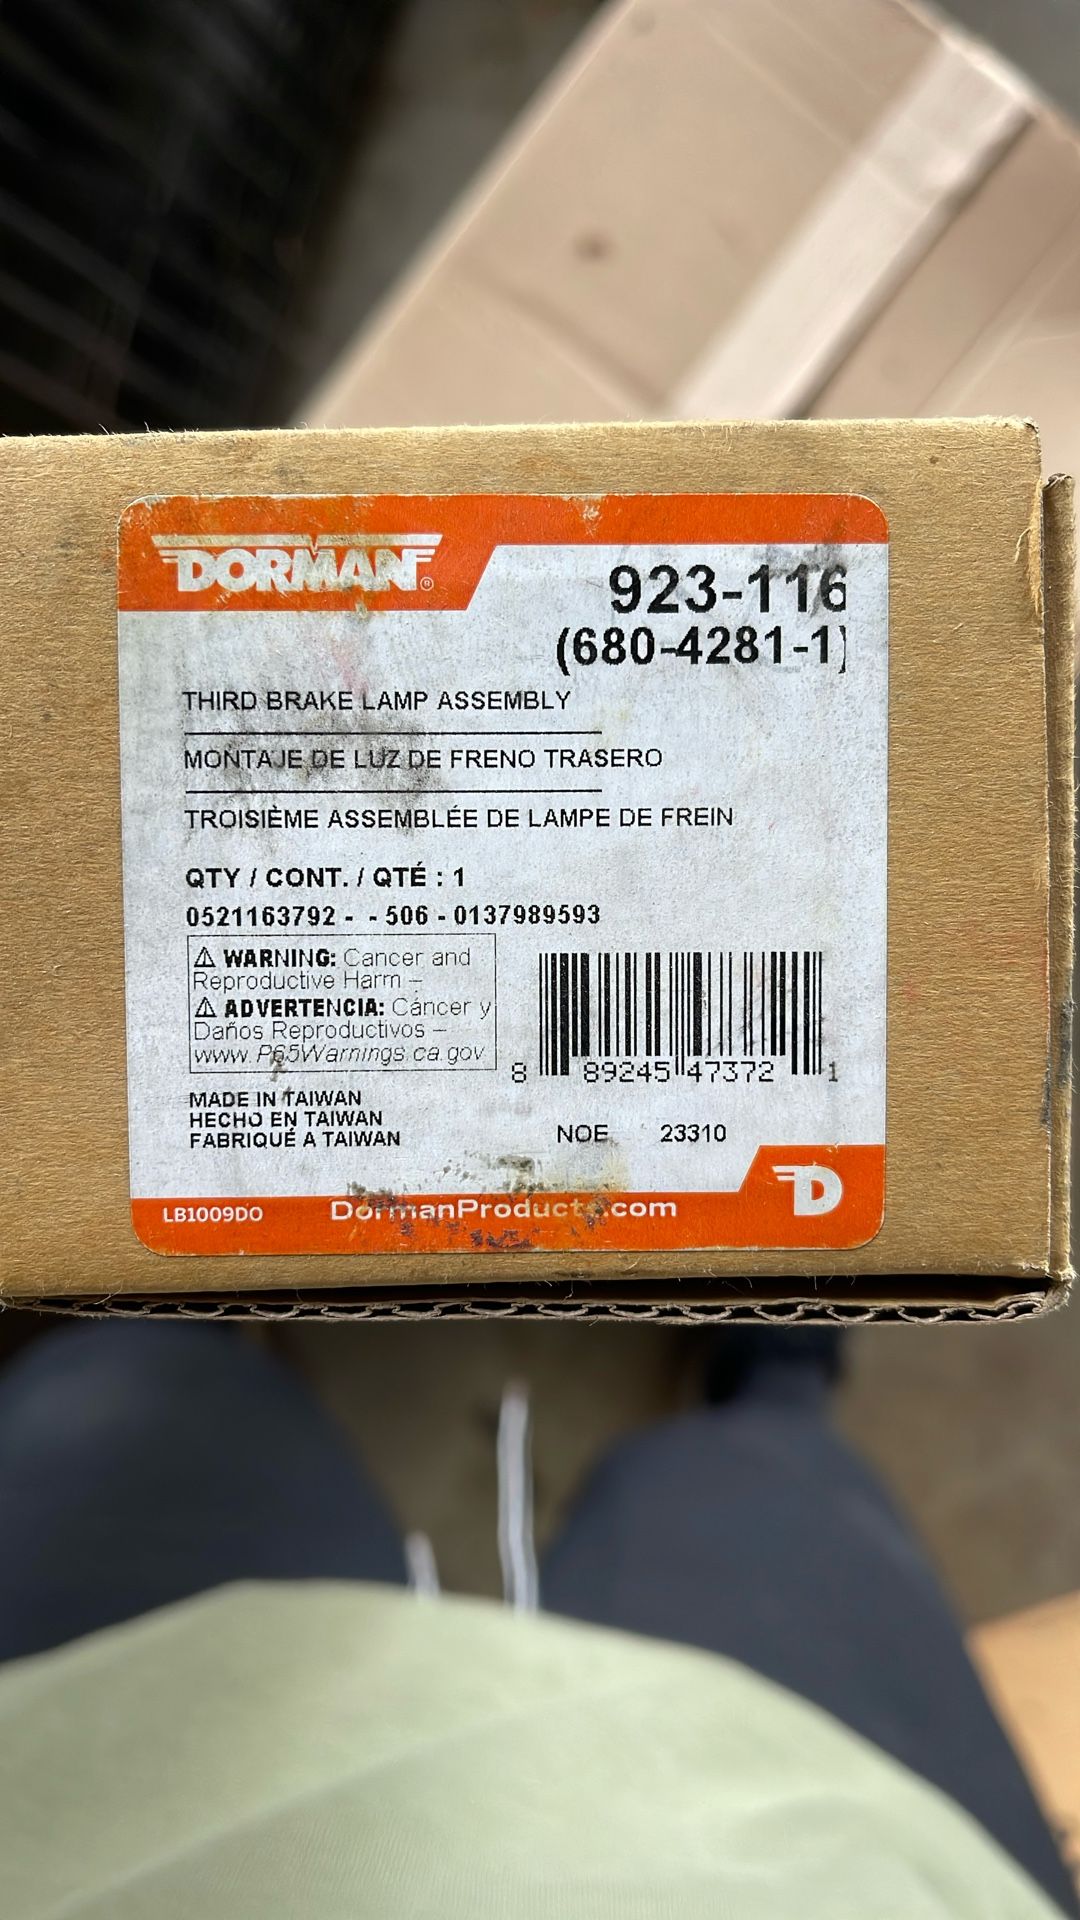 DORMAN®
923-116
(680-4281-1)
THIRD BRAKE LAMP ASSEMBLY
MONTAJE DE LUZ DE FRENO TRASERO
TROISIÈME ASSEMBLÉE DE LAMPE DE FREIN
QTY / CONT. / QTÉ : 1
0521163792 - - 506 - 0137989593
⚠ WARNING: Cancer and
Reproductive Harm –
⚠ ADVERTENCIA: Cáncer y
Daños Reproductivos –
www.P65Warnings.ca.gov
8 89245 47372 1
MADE IN TAIWAN
HECHO EN TAIWAN
FABRIQUÉ A TAIWAN
NOE 23310
D
LB1009DO DormanProducts.com